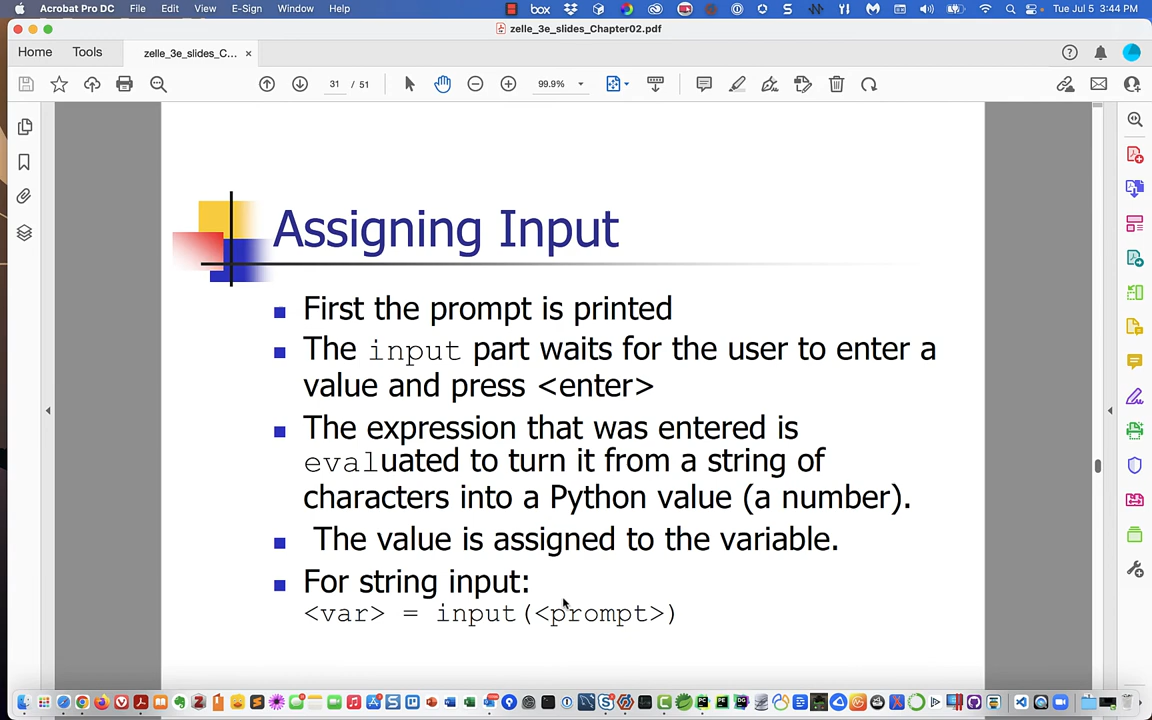 Acrobat Pro DC File Edit View E-Sign Window Help box Tue Jul 5 3:44 PM
zelle_3e_slides_Chapter02.pdf
Home Tools zelle_3e_slides_C... ×
31 / 51 99.9%
Assigning Input
First the prompt is printed
The input part waits for the user to enter a
value and press <enter>
The expression that was entered is
evaluated to turn it from a string of
characters into a Python value (a number).
The value is assigned to the variable.
For string input:
<var> = input(<prompt>)